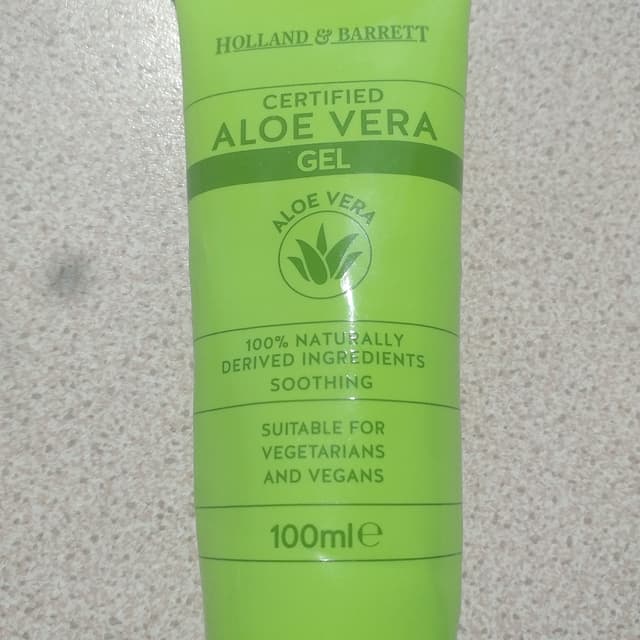 HOLLAND & BARRETT
CERTIFIED
ALOE VERA
GEL
ALOE VERA
100% NATURALLY
DERIVED INGREDIENTS
SOOTHING
SUITABLE FOR
VEGETARIANS
AND VEGANS
100ml℮